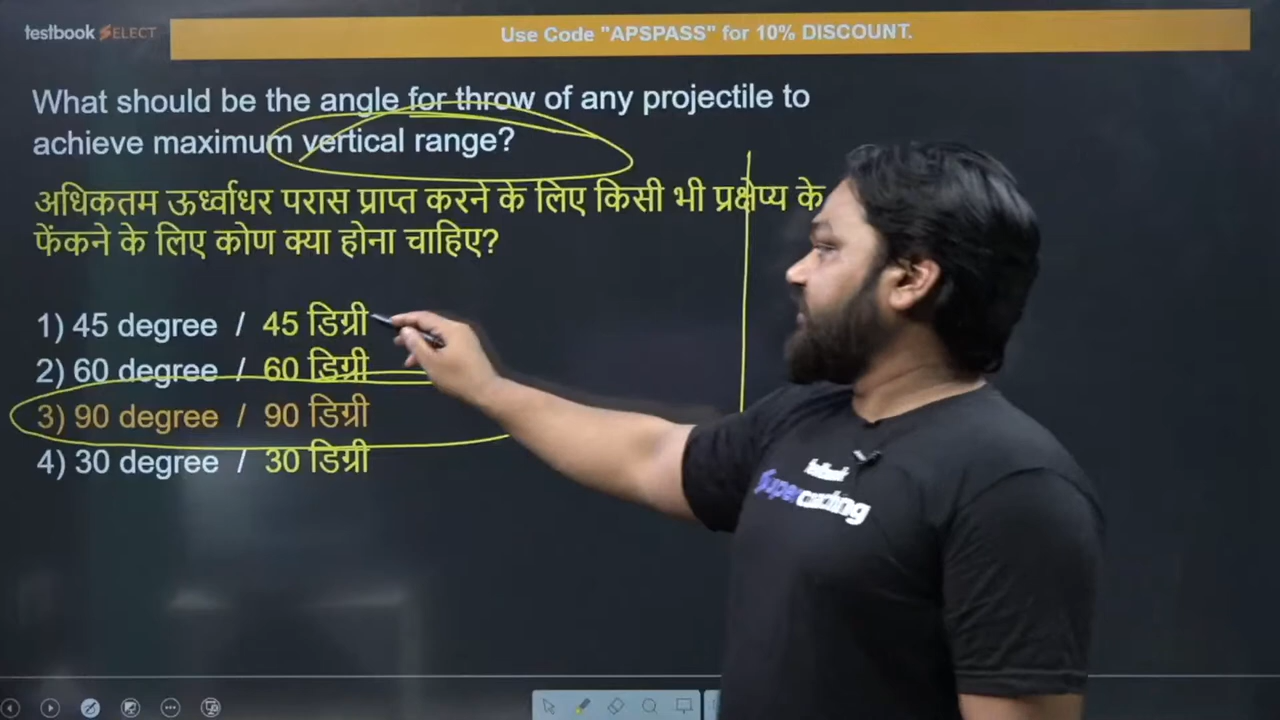 testbook SELECT
Use Code "APSPASS" for 10% DISCOUNT.
What should be the angle for throw of any projectile to
achieve maximum vertical range?
अधिकतम ऊर्ध्वाधर परास प्राप्त करने के लिए किसी भी प्रक्षेप्य के
फेंकने के लिए कोण क्या होना चाहिए?
1) 45 degree / 45 डिग्री
2) 60 degree / 60 डिग्री
3) 90 degree / 90 डिग्री
4) 30 degree / 30 डिग्री
testbook
Supercoaching